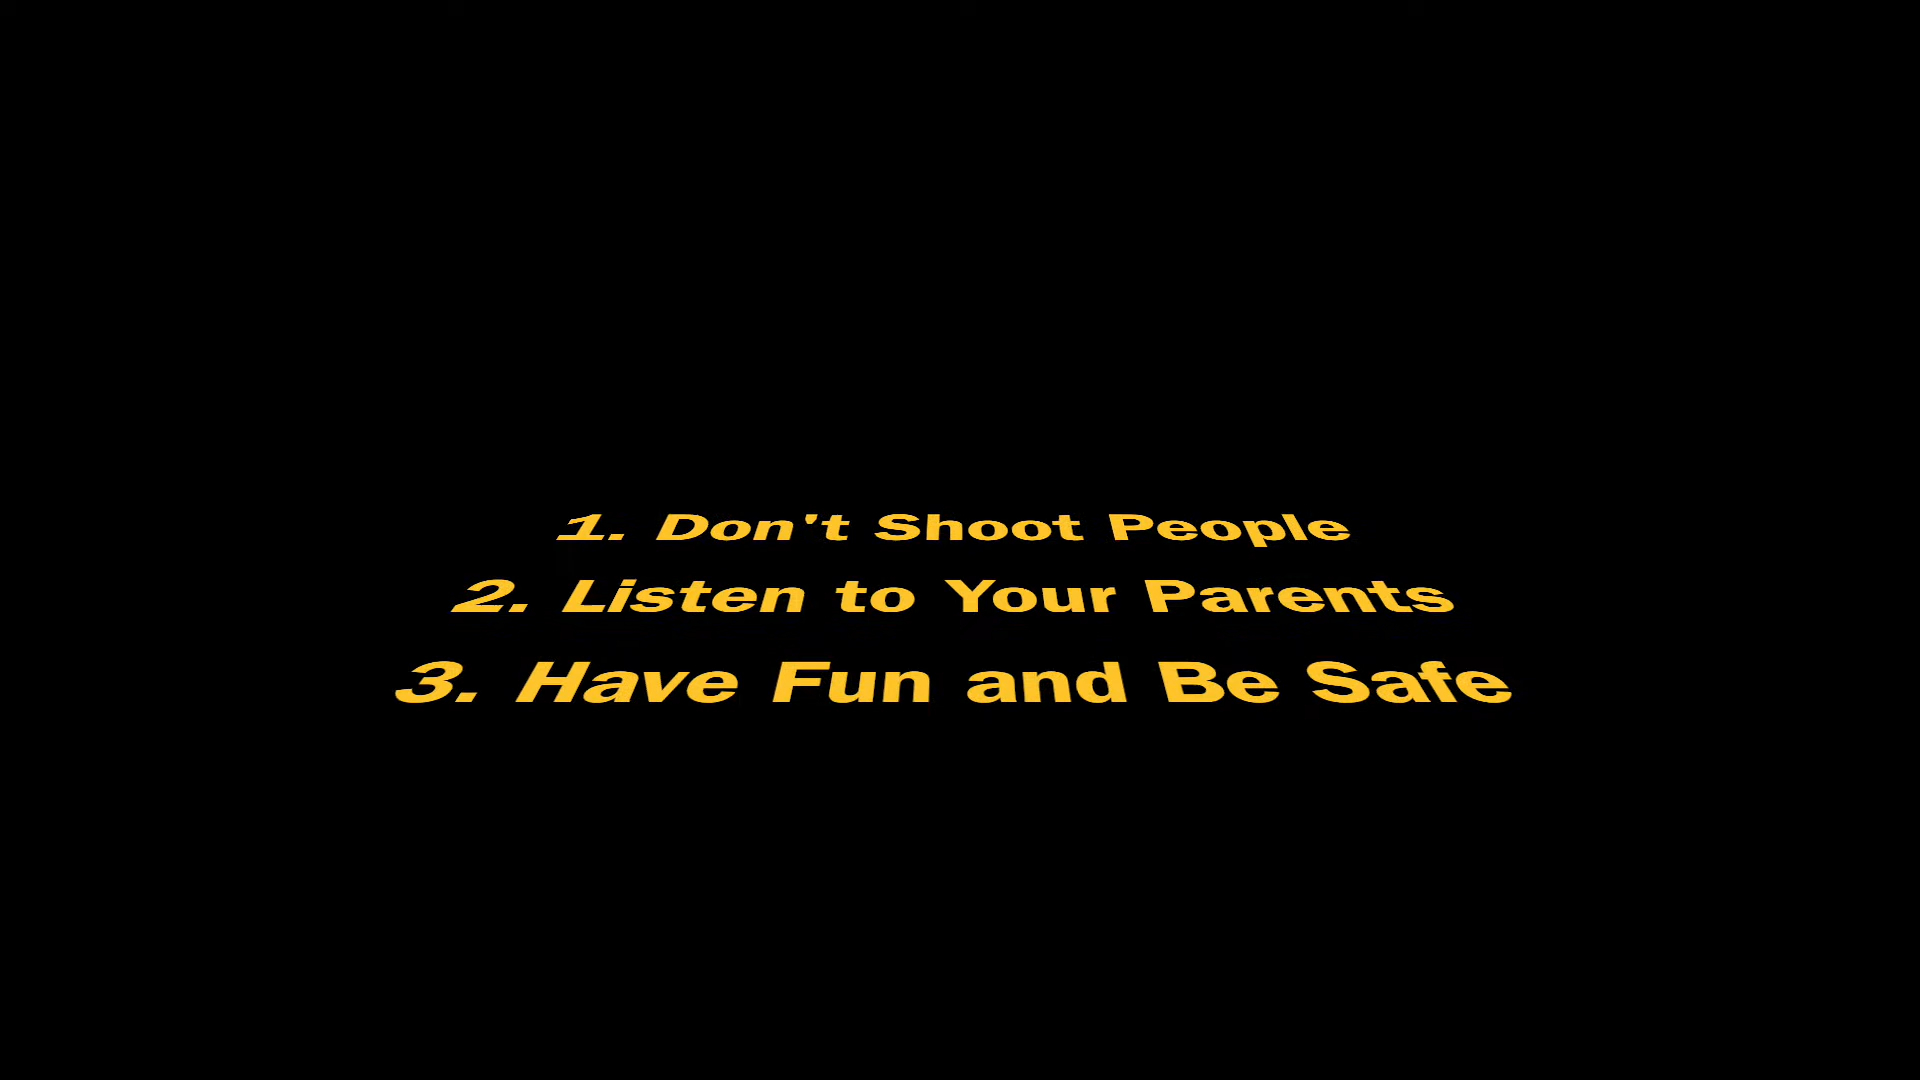 1. Don't Shoot People
2. Listen to Your Parents
3. Have Fun and Be Safe